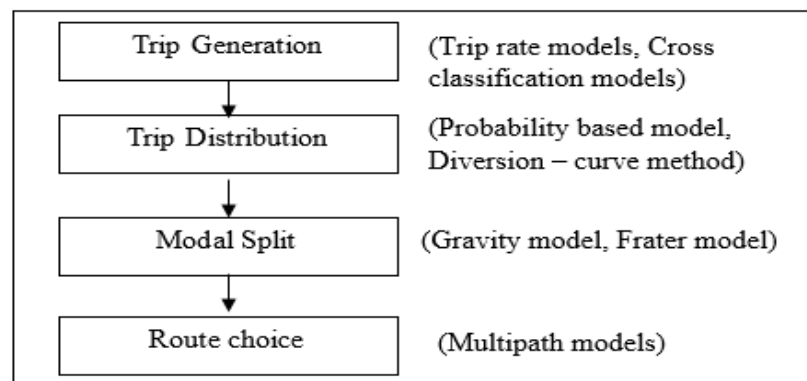 Trip Generation
(Trip rate models, Cross
classification models)
Trip Distribution
(Probability based model,
Diversion – curve method)
Modal Split
(Gravity model, Frater model)
Route choice
(Multipath models)